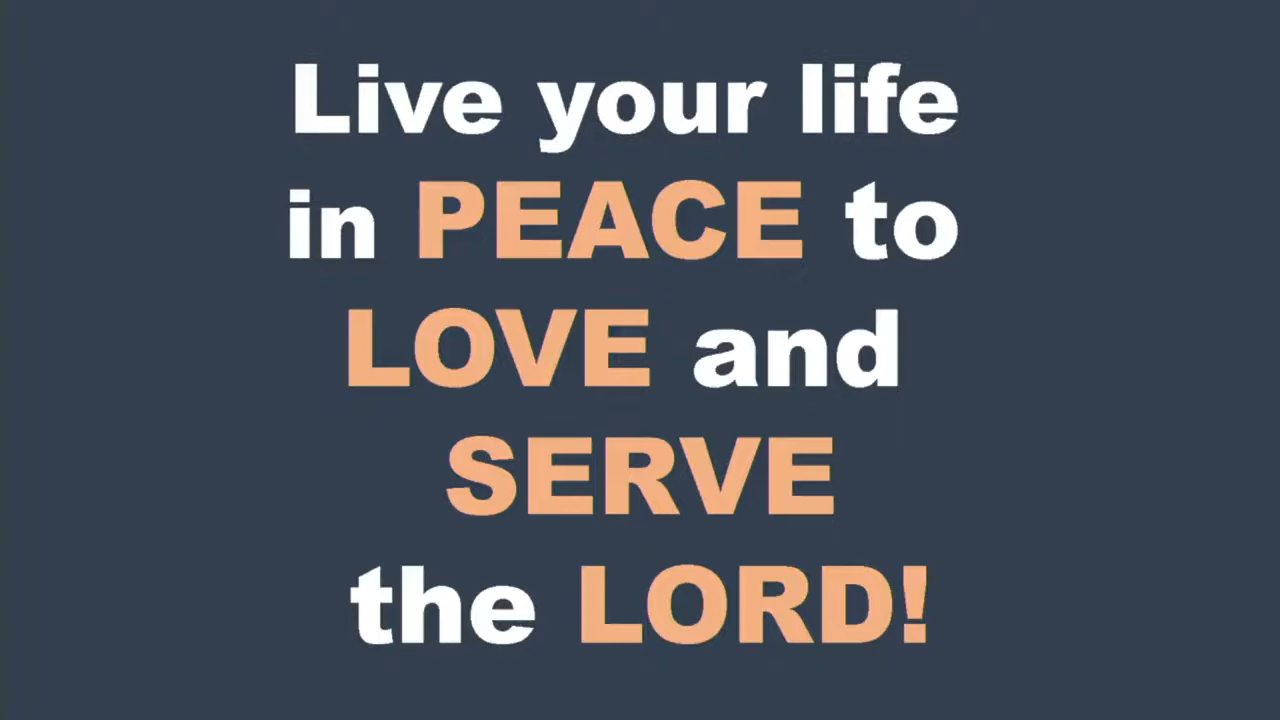 Live your life
in PEACE to
LOVE and
SERVE
the LORD!